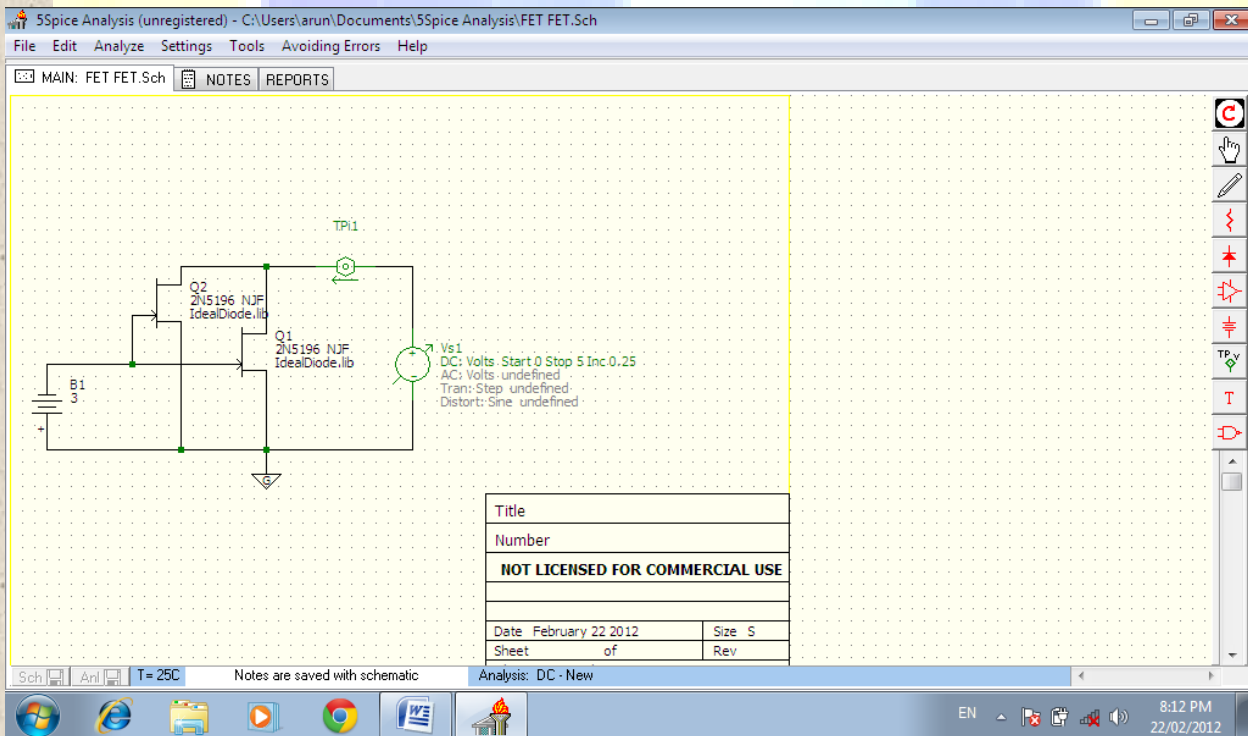 5Spice Analysis (unregistered) - C:\Users\arun\Documents\5Spice Analysis\FET FET.Sch
File Edit Analyze Settings Tools Avoiding Errors Help
MAIN: FET FET.Sch NOTES REPORTS
C
TPi1
Q2
2N5196 NJF
IdealDiode.lib
Q1
2N5196 NJF
IdealDiode.lib
Vs1
DC: Volts Start 0 Stop 5 Inc 0.25
AC: Volts undefined
Tran: Step undefined
Distort: Sine undefined
B1
3
+
G
TP V
T
Title
Number
NOT LICENSED FOR COMMERCIAL USE
Date February 22 2012 Size S
Sheet of Rev
Sch Anl T= 25C Notes are saved with schematic Analysis: DC - New
EN 8:12 PM
22/02/2012